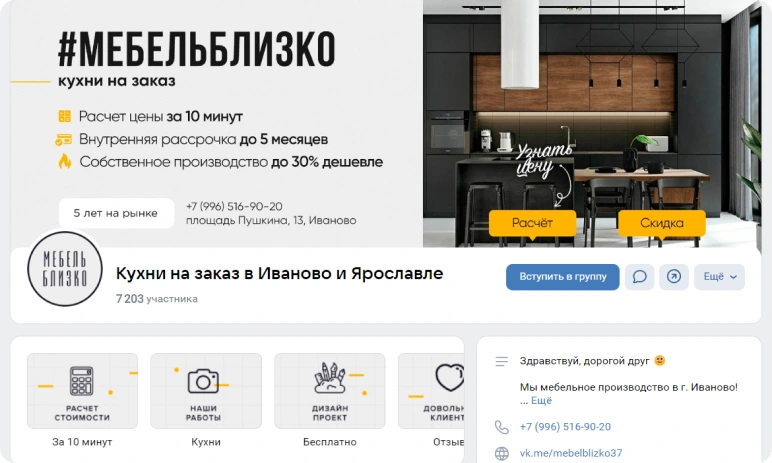 #МЕБЕЛЬБЛИЗКО
кухни на заказ
Расчет цены за 10 минут
Внутренняя рассрочка до 5 месяцев
Собственное производство до 30% дешевле
5 лет на рынке
+7 (996) 516-90-20
площадь Пушкина, 13, Иваново
Узнать
цену
Расчёт
Скидка
МЕБЕЛЬ
БЛИЗКО
Кухни на заказ в Иваново и Ярославле
7 203 участника
Вступить в группу
Ещё
РАСЧЕТ
СТОИМОСТИ
За 10 минут
НАШИ
РАБОТЫ
Кухни
ДИЗАЙН
ПРОЕКТ
Бесплатно
ДОВОЛЬН
КЛИЕНТ
Отзыв
Здравствуй, дорогой друг 🙂
Мы мебельное производство в г. Иваново!
... Ещё
+7 (996) 516-90-20
vk.me/mebelblizko37